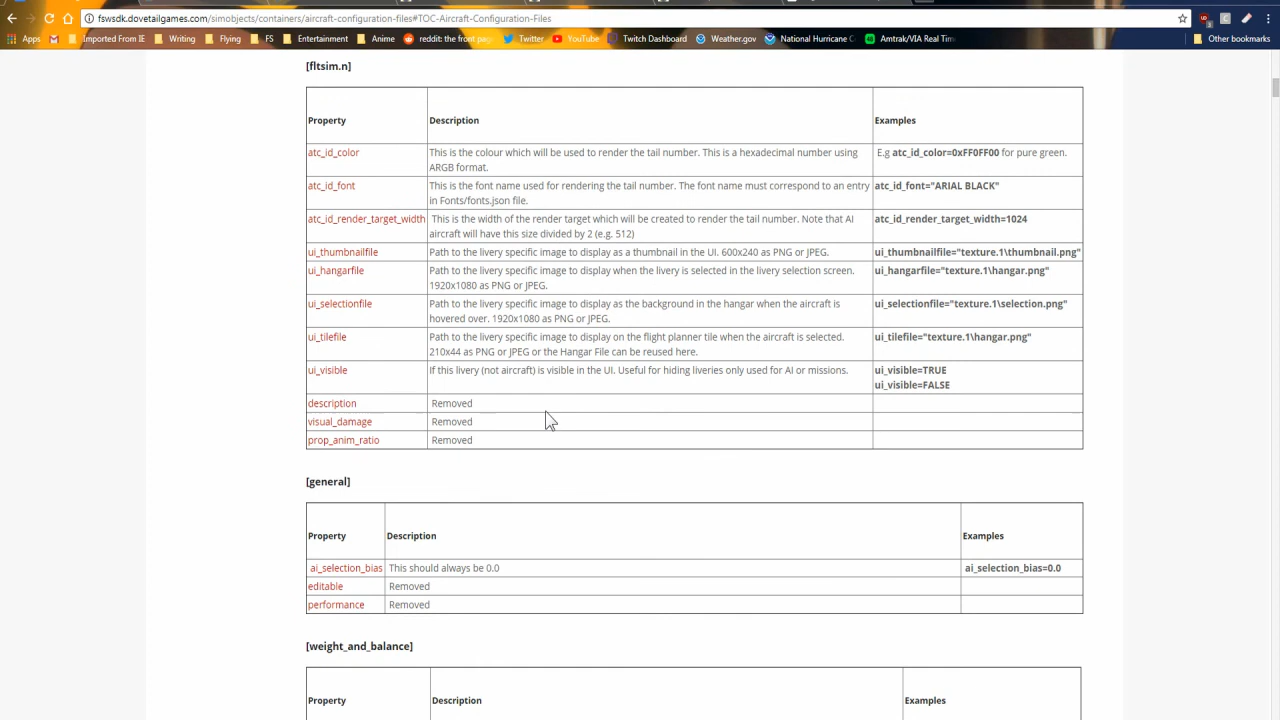 fswsdk.dovetailgames.com/simobjects/containers/aircraft-configuration-files#TOC-Aircraft-Configuration-Files
Apps Imported From IE Writing Flying FS Entertainment Anime reddit: the front pag Twitter YouTube Twitch Dashboard Weather.gov National Hurricane C Amtrak/VIA Real Tim Other bookmarks
[fltsim.n]
Property Description Examples
atc_id_color This is the colour which will be used to render the tail number. This is a hexadecimal number using E.g atc_id_color=0xFF0FF00 for pure green.
ARGB format.
atc_id_font This is the font name used for rendering the tail number. The font name must correspond to an entry atc_id_font="ARIAL BLACK"
in Fonts/fonts.json file.
atc_id_render_target_width This is the width of the render target which will be created to render the tail number. Note that AI atc_id_render_target_width=1024
aircraft will have this size divided by 2 (e.g. 512)
ui_thumbnailfile Path to the livery specific image to display as a thumbnail in the UI. 600x240 as PNG or JPEG. ui_thumbnailfile="texture.1\thumbnail.png"
ui_hangarfile Path to the livery specific image to display when the livery is selected in the livery selection screen. ui_hangarfile="texture.1\hangar.png"
1920x1080 as PNG or JPEG.
ui_selectionfile Path to the livery specific image to display as the background in the hangar when the aircraft is ui_selectionfile="texture.1\selection.png"
hovered over. 1920x1080 as PNG or JPEG.
ui_tilefile Path to the livery specific image to display on the flight planner tile when the aircraft is selected. ui_tilefile="texture.1\hangar.png"
210x44 as PNG or JPEG or the Hangar File can be reused here.
ui_visible If this livery (not aircraft) is visible in the UI. Useful for hiding liveries only used for AI or missions. ui_visible=TRUE
ui_visible=FALSE
description Removed
visual_damage Removed
prop_anim_ratio Removed
[general]
Property Description Examples
ai_selection_bias This should always be 0.0 ai_selection_bias=0.0
editable Removed
performance Removed
[weight_and_balance]
Property Description Examples